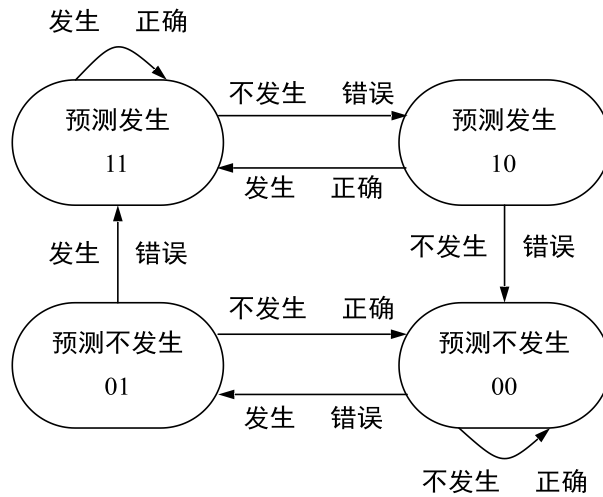 发生 正确
预测发生
11
不发生 错误
发生 正确
预测发生
10
发生 错误
不发生 错误
预测不发生
01
不发生 正确
发生 错误
预测不发生
00
不发生 正确